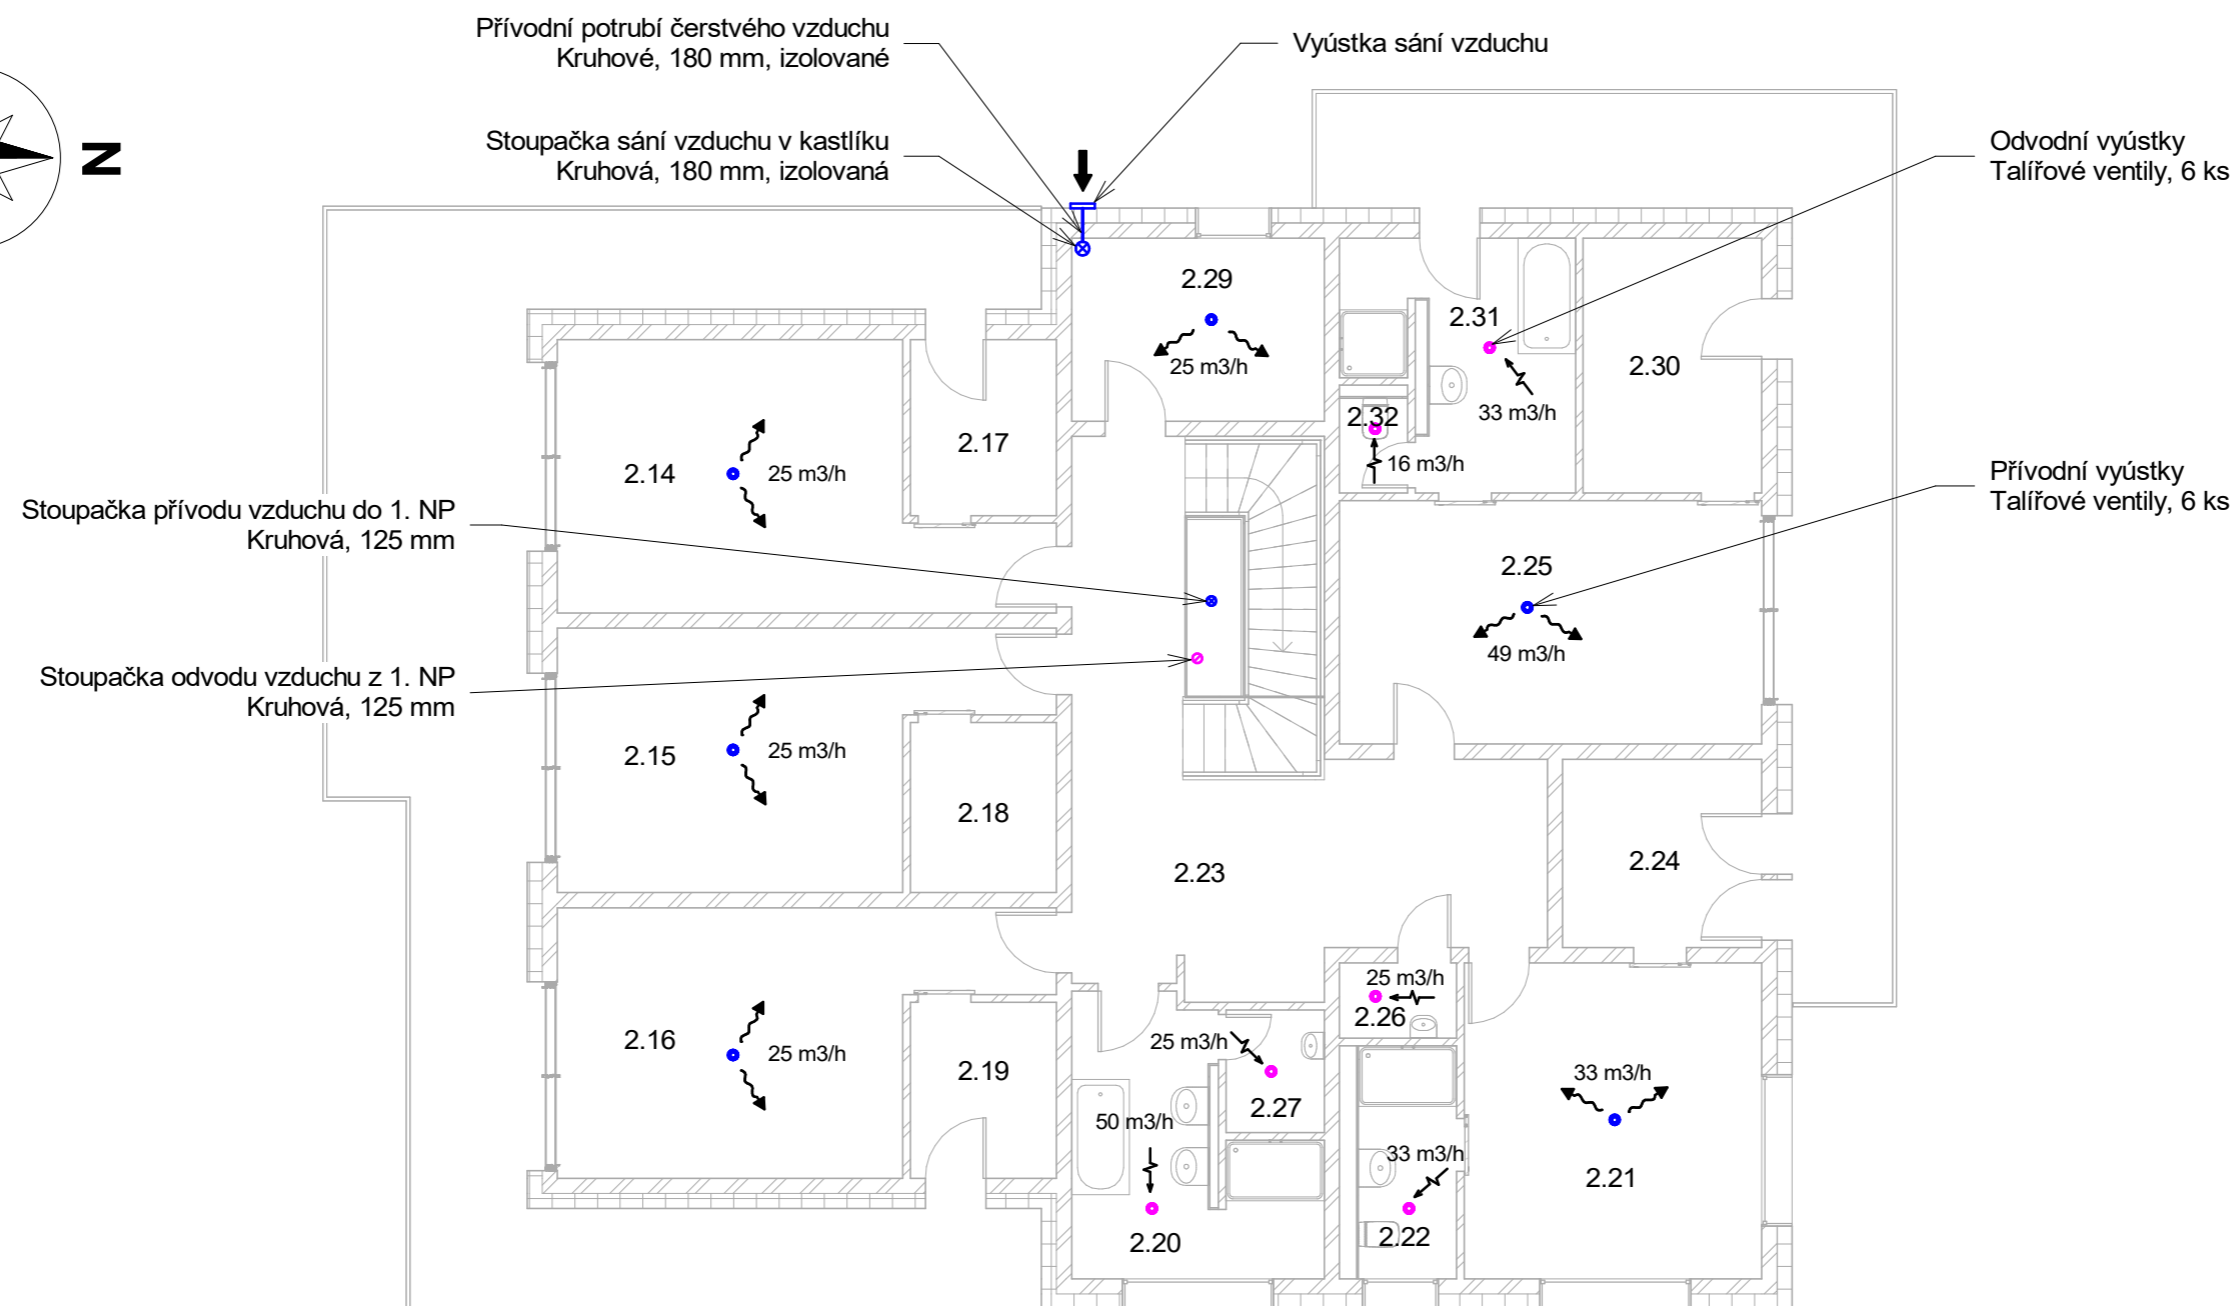 Přívodní potrubí čerstvého vzduchu
Kruhové, 180 mm, izolované
Vyústka sání vzduchu
Stoupačka sání vzduchu v kastlíku
Kruhová, 180 mm, izolovaná
Odvodní vyústky
Talířové ventily, 6 ks
N
2.29
25 m3/h
2.31
33 m3/h
2.30
2.32
16 m3/h
2.17
2.14
25 m3/h
Stoupačka přívodu vzduchu do 1. NP
Kruhová, 125 mm
Přívodní vyústky
Talířové ventily, 6 ks
2.25
49 m3/h
Stoupačka odvodu vzduchu z 1. NP
Kruhová, 125 mm
2.15
25 m3/h
2.18
2.23
2.24
25 m3/h
2.26
2.16
25 m3/h
2.19
25 m3/h
2.27
50 m3/h
2.20
33 m3/h
2.22
33 m3/h
2.21